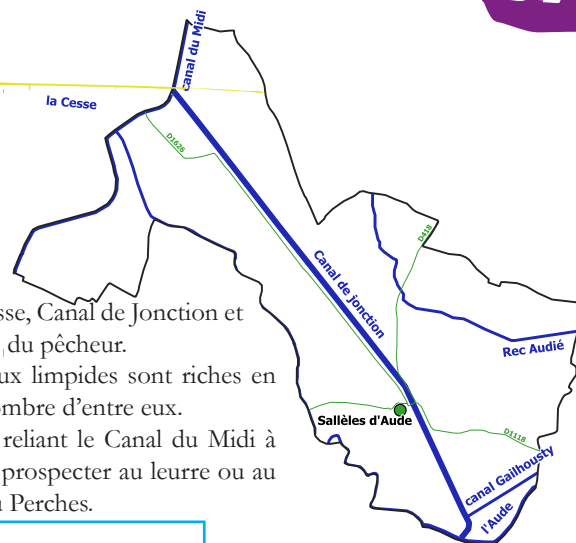 canal du Midi
la Cesse
D1626
D418
Canal de jonction
Rec Audié
Sallèles d'Aude
D1118
canal Gailhousty
l'Aude
sse, Canal de Jonction et
du pêcheur.
ux limpides sont riches en
ombre d’entre eux.
reliant le Canal du Midi à
prospecter au leurre ou au
Perches.